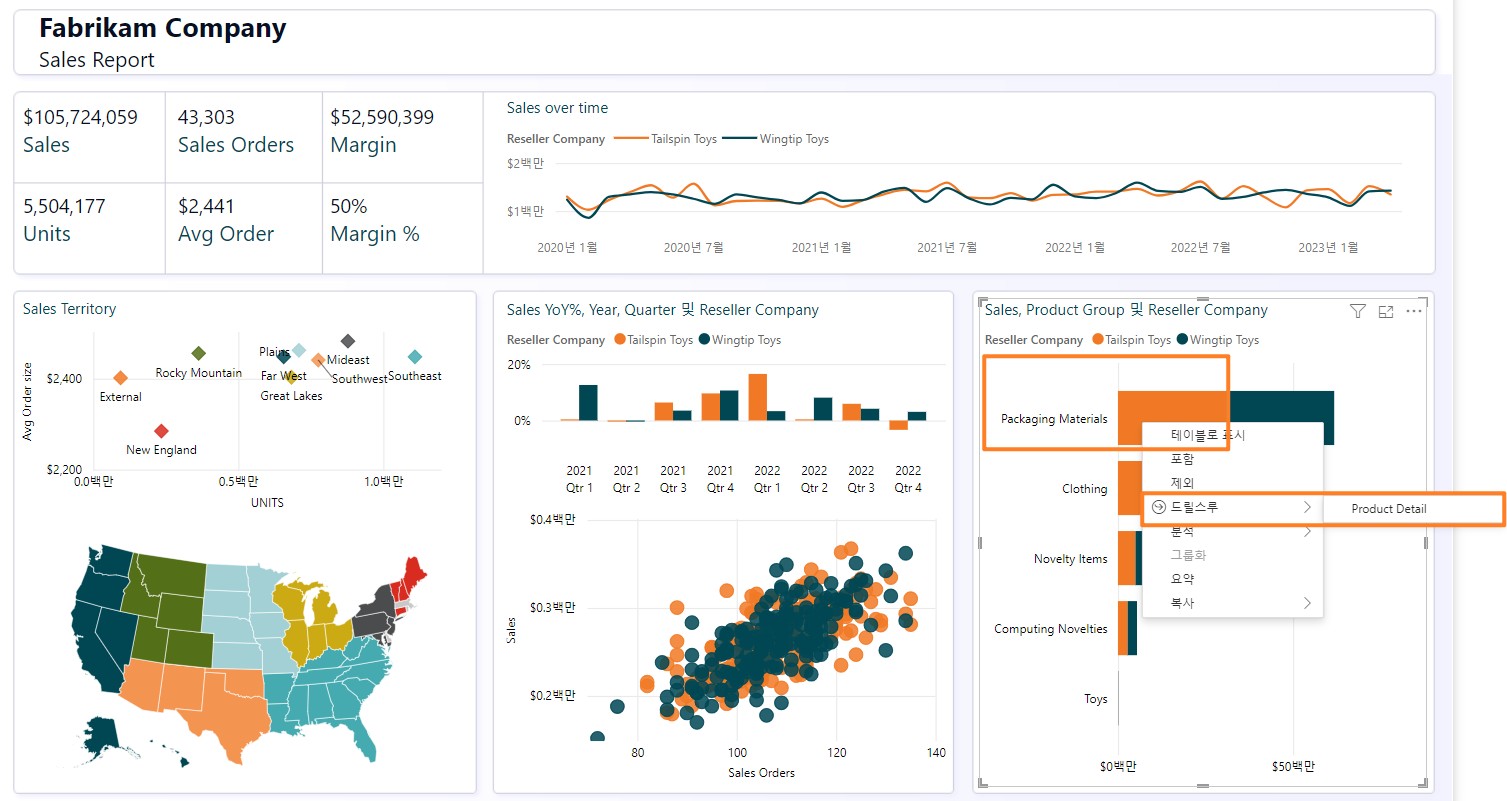 Fabrikam Company
Sales Report
$105,724,059
Sales
43,303
Sales Orders
$52,590,399
Margin
5,504,177
Units
$2,441
Avg Order
50%
Margin %
Sales over time
Reseller Company Tailspin Toys Wingtip Toys
$2백만
$1백만
2020년 1월 2020년 7월 2021년 1월 2021년 7월 2022년 1월 2022년 7월 2023년 1월
Sales Territory
Avg Order size
$2,400
$2,200
Plains
Mideast
Rocky Mountain
Far West
Southwest
Southeast
External
Great Lakes
New England
0.0백만 0.5백만 1.0백만
UNITS
Sales YoY%, Year, Quarter 및 Reseller Company
Reseller Company Tailspin Toys Wingtip Toys
20%
0%
2021 2021 2021 2021 2022 2022 2022 2022
Qtr 1 Qtr 2 Qtr 3 Qtr 4 Qtr 1 Qtr 2 Qtr 3 Qtr 4
$0.4백만
$0.3백만
$0.2백만
Sales
80 100 120 140
Sales Orders
Sales, Product Group 및 Reseller Company
Reseller Company Tailspin Toys Wingtip Toys
Packaging Materials
Clothing
Novelty Items
Computing Novelties
Toys
$0백만 $50백만
테이블로 표시
포함
제외
드릴스루
Product Detail
분석
그룹화
요약
복사